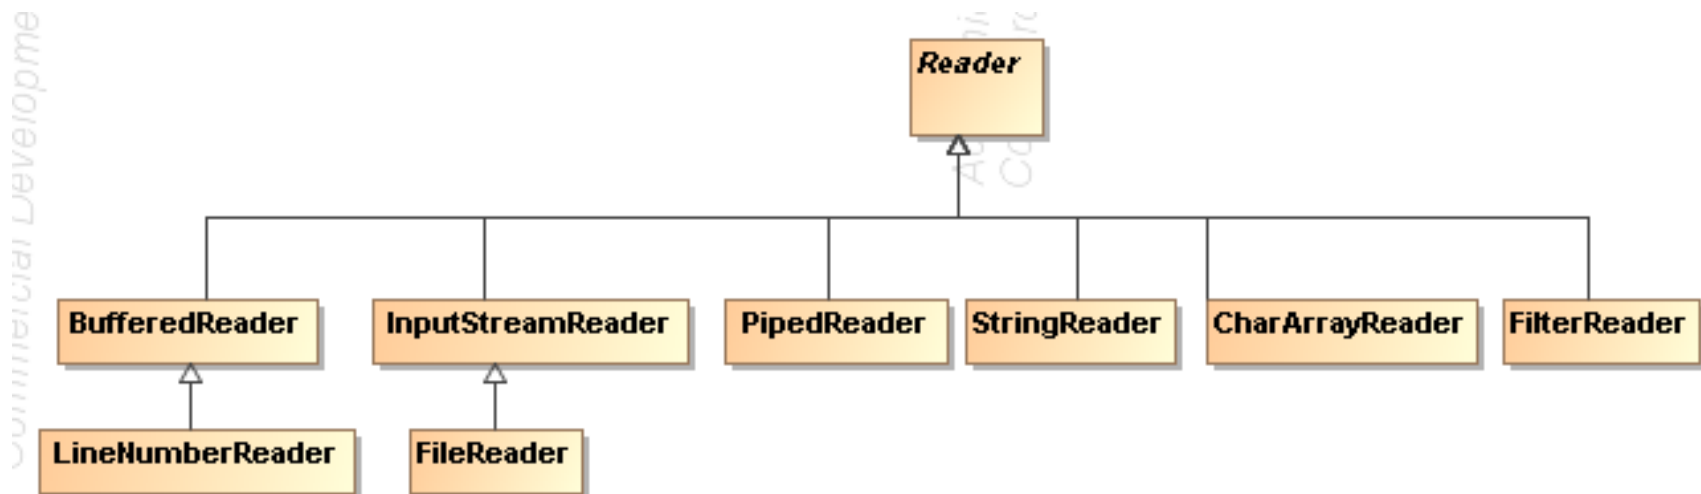 Reader
BufferedReader
InputStreamReader
PipedReader
StringReader
CharArrayReader
FilterReader
LineNumberReader
FileReader